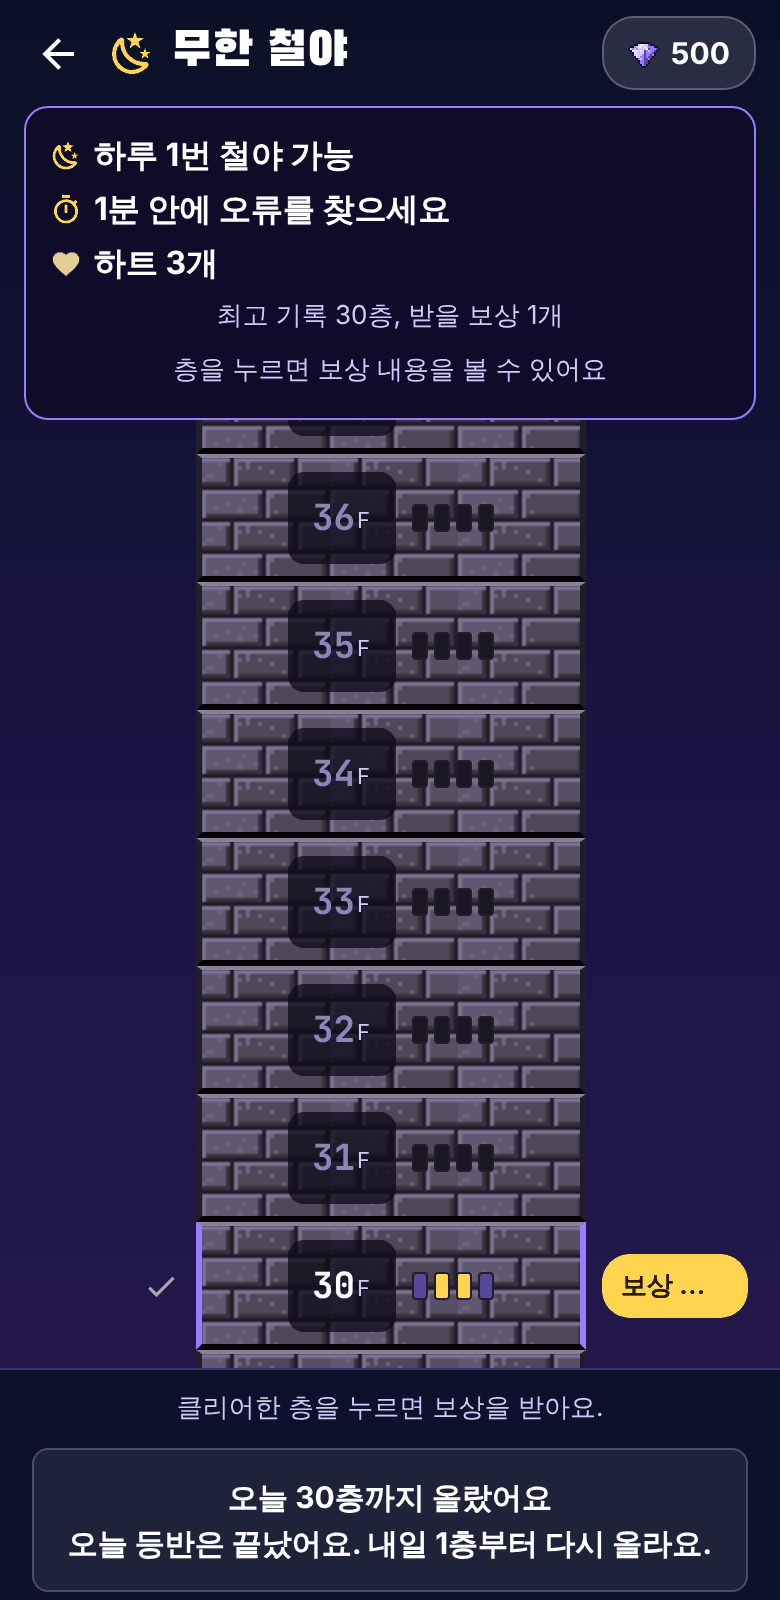 무한 철야
500
하루 1번 철야 가능
1분 안에 오류를 찾으세요
하트 3개
최고 기록 30층, 받을 보상 1개
층을 누르면 보상 내용을 볼 수 있어요
36F
35F
34F
33F
32F
31F
30F
보상 ...
클리어한 층을 누르면 보상을 받아요.
오늘 30층까지 올랐어요
오늘 등반은 끝났어요. 내일 1층부터 다시 올라요.